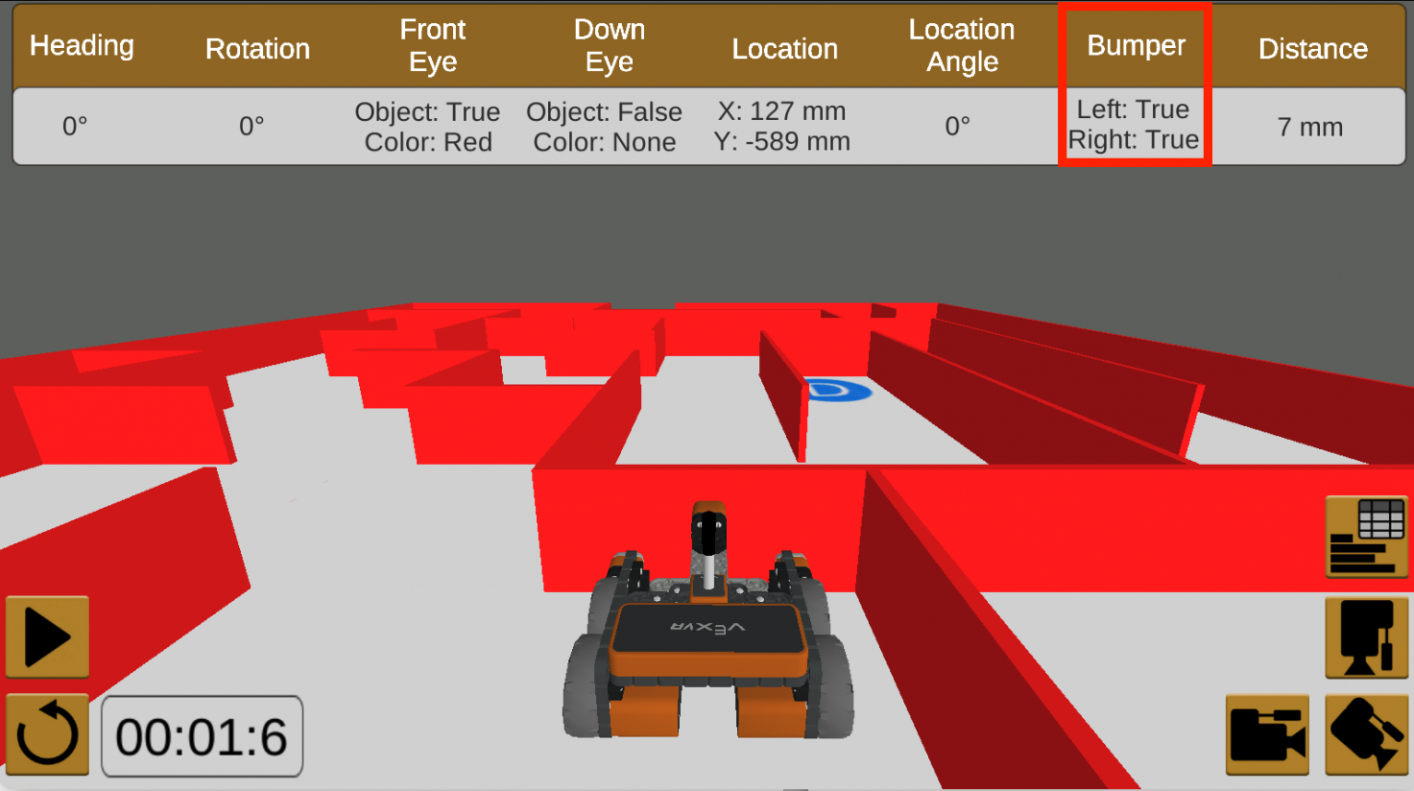 Heading
Rotation
Front
Eye
Down
Eye
Location
Location
Angle
Bumper
Distance
0°
0°
Object: True
Color: Red
Object: False
Color: None
X: 127 mm
Y: -589 mm
0°
Left: True
Right: True
7 mm
VEXVR
00:01:6